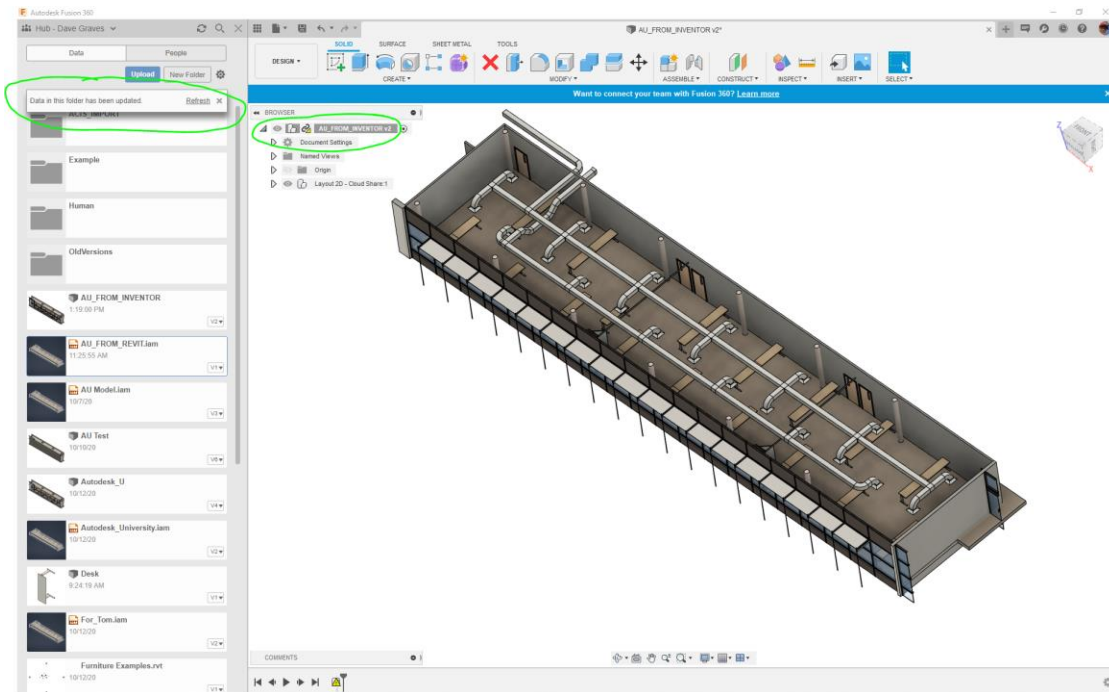 Autodesk Fusion 360
Hub - Dave Graves
AU_FROM_INVENTOR v2*
Data
People
Upload
New Folder
Data in this folder has been updated.
Refresh
ACIS_IMPORT
Example
Human
OldVersions
AU_FROM_INVENTOR
1:19:06 PM
V2
AU_FROM_REVIT.iam
11:25:55 AM
V1
AU Model.iam
10/7/20
V3
AU Test
10/10/20
V6
Autodesk_U
10/12/20
V4
Autodesk_University.iam
10/12/20
V2
Desk
9:24:19 AM
V1
For_Tom.iam
10/12/20
V2
Furniture Examples.rvt
10/12/20
V1
DESIGN
SOLID
SURFACE
SHEET METAL
TOOLS
CREATE
MODIFY
ASSEMBLE
CONSTRUCT
INSPECT
INSERT
SELECT
Want to connect your team with Fusion 360? Learn more
BROWSER
AU_FROM_INVENTOR v2
Document Settings
Named Views
Origin
Layout 2D - Cloud Share:1
Z
FRONT
X
COMMENTS